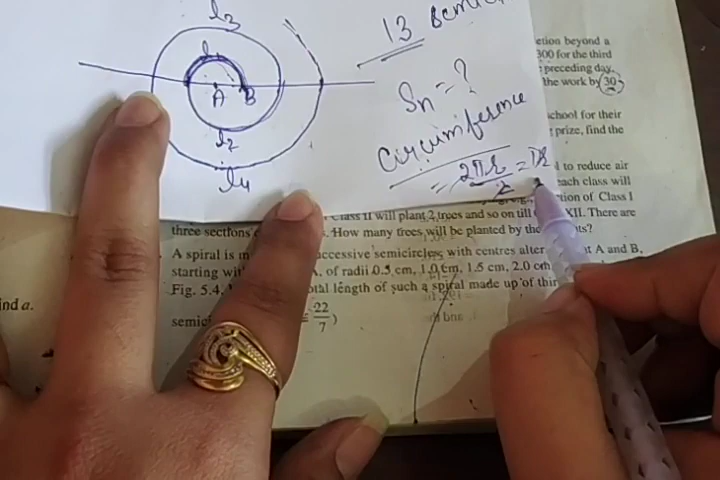 l3
13 semi
l1
A B
Sn = ?
l2
circumference
l4
2πr/2 = πr
etion beyond a
300 for the third
preceding day,
the work by 30
school for their
prize, find the
l to reduce air
each class will
tion of Class I
Class II will plant 2 trees and so on till XII. There are
three sections How many trees will be planted by the ts?
A spiral is m uccessive semicircles with centres alter t A and B,
starting wit A, of radii 0.5 cm, 1.0 cm, 1.5 cm, 2.0 cm
Fig. 5.4, otal length of such a spiral made up of thir
ind a.
semic = 22/7)